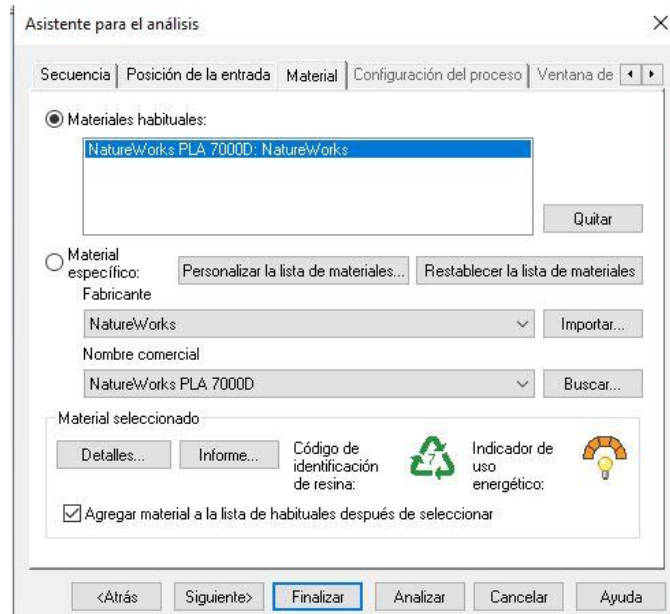 Asistente para el análisis
Secuencia
Posición de la entrada
Material
Configuración del proceso
Ventana de
Materiales habituales:
NatureWorks PLA 7000D: NatureWorks
Quitar
Material
específico:
Personalizar la lista de materiales...
Restablecer la lista de materiales
Fabricante
NatureWorks
Importar...
Nombre comercial
NatureWorks PLA 7000D
Buscar...
Material seleccionado
Detalles...
Informe...
Código de
identificación
de resina:
7
Indicador de
uso
energético:
Agregar material a la lista de habituales después de seleccionar
<Atrás
Siguiente>
Finalizar
Analizar
Cancelar
Ayuda